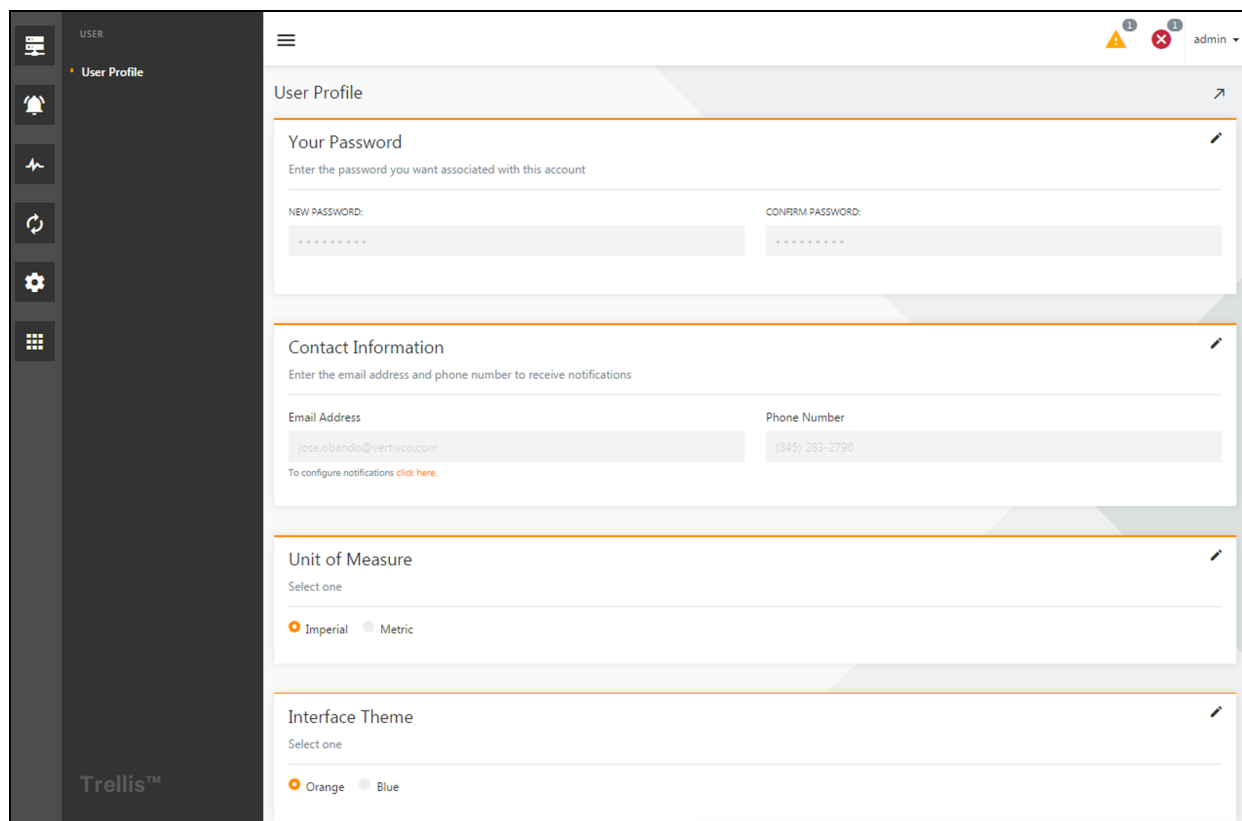 USER
User Profile
Trellis™
1
1
admin
User Profile
Your Password
Enter the password you want associated with this account
NEW PASSWORD: CONFIRM PASSWORD:
Contact Information
Enter the email address and phone number to receive notifications
Email Address Phone Number
jose.obando@vertivco.com (845) 283-2790
To configure notifications click here.
Unit of Measure
Select one
Imperial Metric
Interface Theme
Select one
Orange Blue